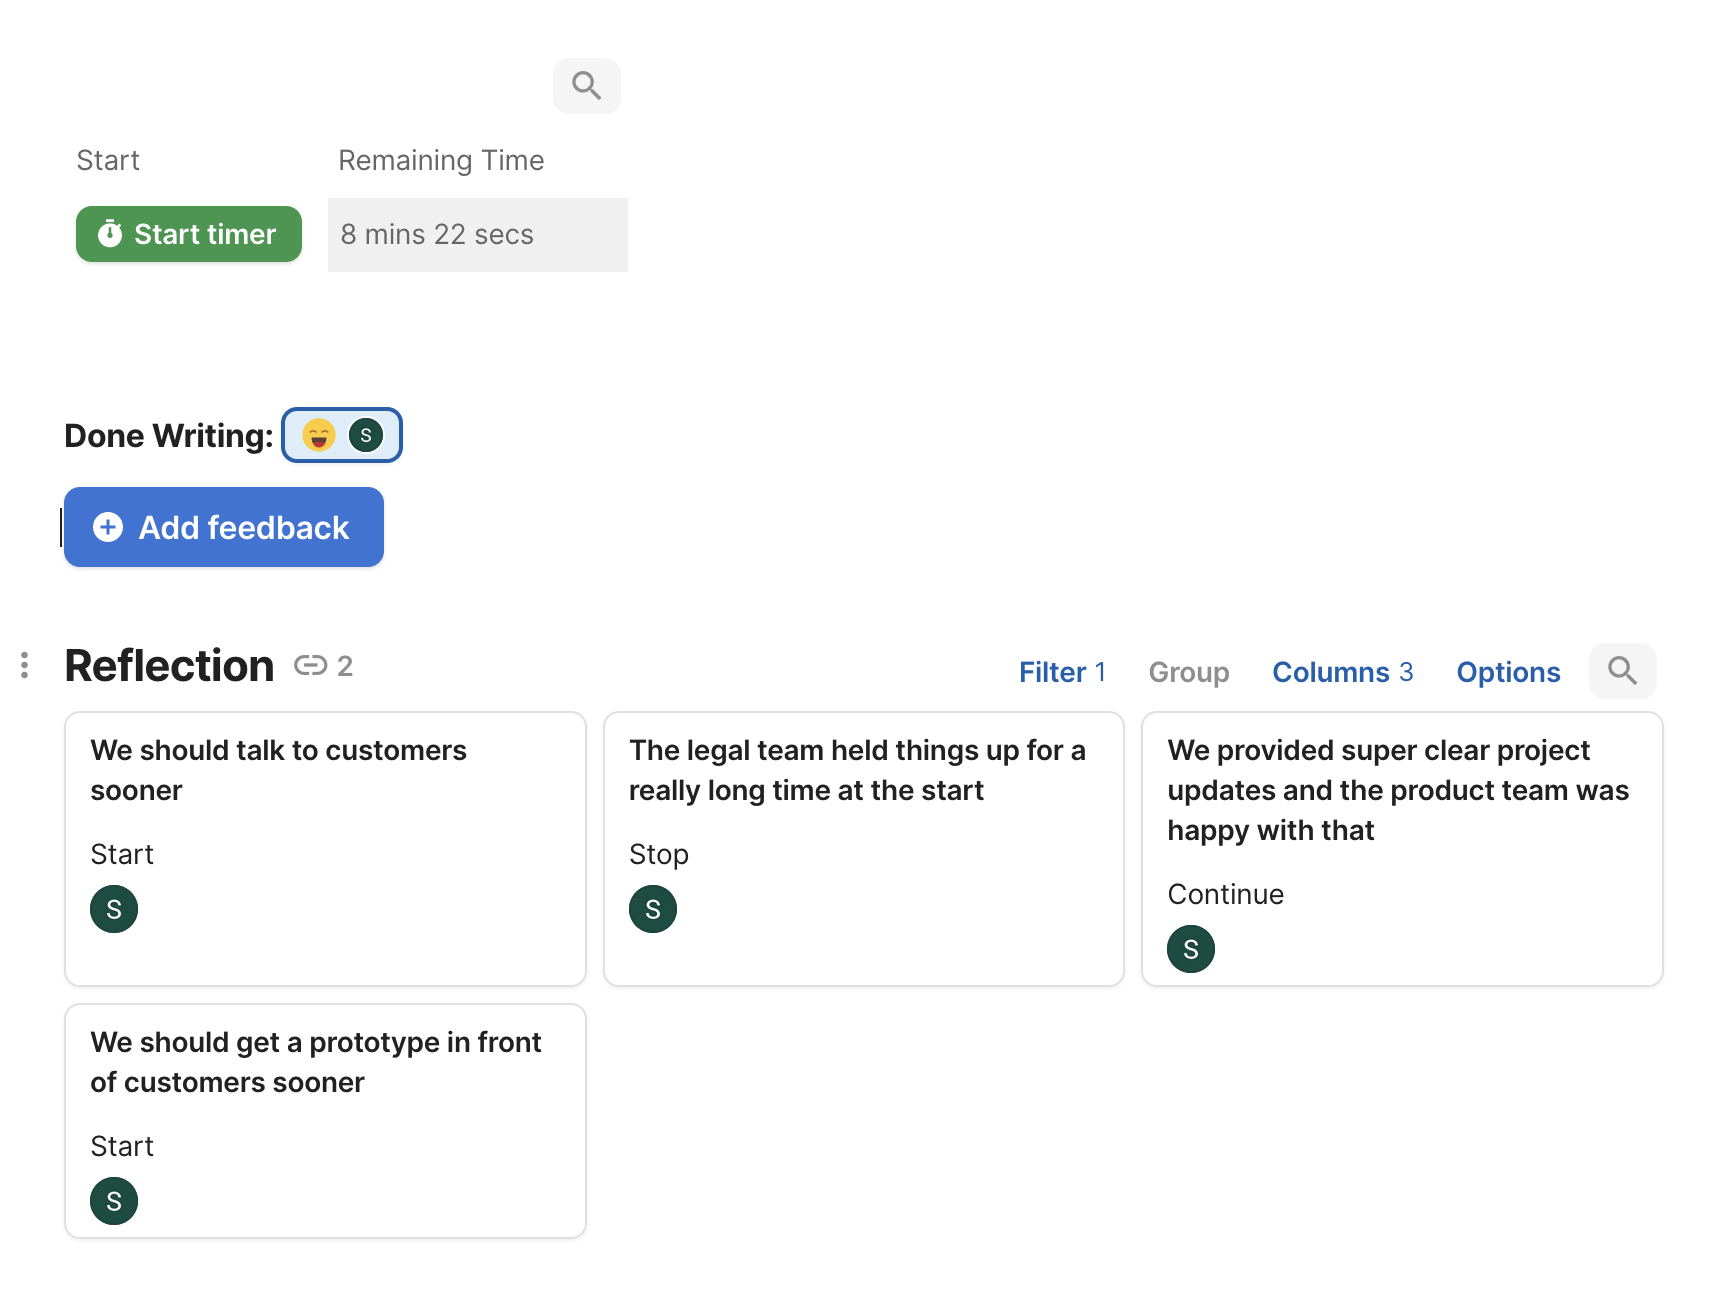 Start
Remaining Time
Start timer
8 mins 22 secs
Done Writing:
S
Add feedback
Reflection 2
Filter 1
Group
Columns 3
Options
We should talk to customers
sooner
Start
S
The legal team held things up for a
really long time at the start
Stop
S
We provided super clear project
updates and the product team was
happy with that
Continue
S
We should get a prototype in front
of customers sooner
Start
S